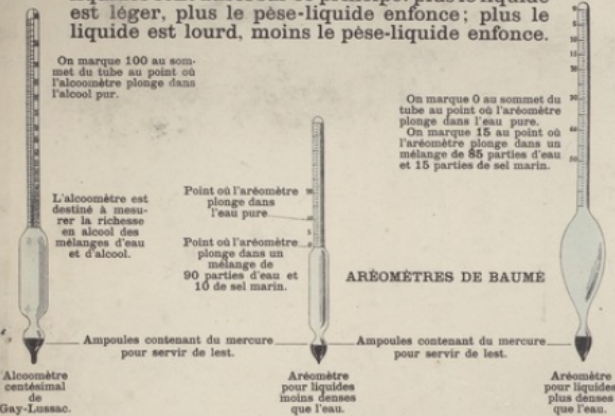 est léger, plus le pèse-liquide enfonce; plus le
liquide est lourd, moins le pèse-liquide enfonce.
On marque 100 au som-
met du tube au point où
l'alcoomètre plonge dans
l'alcool pur.
On marque 0 au sommet du
tube au point où l'aréomètre
plonge dans l'eau pure.
On marque 15 au point où
l'aréomètre plonge dans un
mélange de 85 parties d'eau
et 15 parties de sel marin.
L'alcoomètre est
destiné à mesu-
rer la richesse
en alcool des
mélanges d'eau
et d'alcool.
Point où l'aréomètre
plonge dans
l'eau pure
Point où l'aréomètre
plonge dans un
mélange de
90 parties d'eau et
10 de sel marin.
ARÉOMÈTRES DE BAUMÉ
Ampoules contenant du mercure
pour servir de lest.
Ampoules contenant du mercure
pour servir de lest.
Alcoomètre
centésimal
de
Gay-Lussac.
Aréomètre
pour liquides
moins denses
que l'eau.
Aréomètre
pour liquides
plus denses
que l'eau.